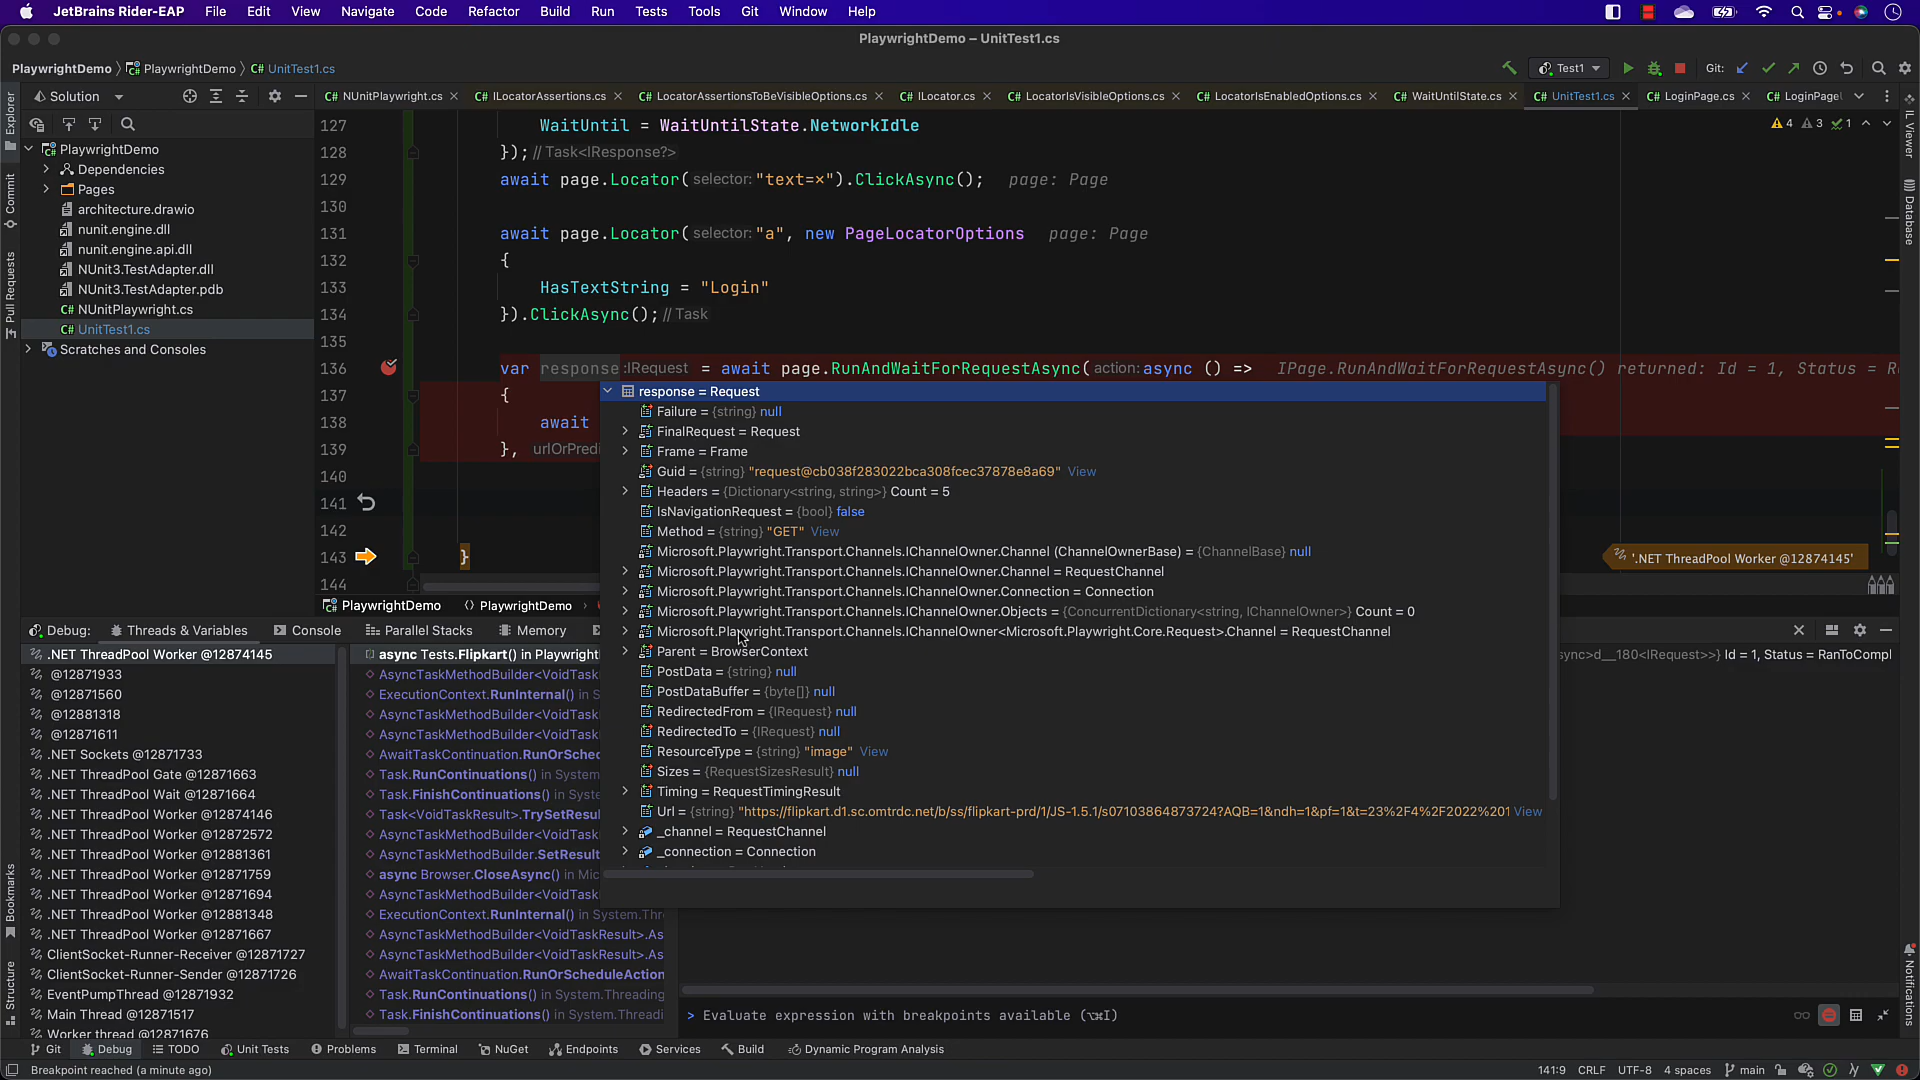 JetBrains Rider-EAP File Edit View Navigate Code Refactor Build Run Tests Tools Git Window Help
PlaywrightDemo – UnitTest1.cs
PlaywrightDemo PlaywrightDemo C# UnitTest1.cs
Test1 Git:
Solution
C# NUnitPlaywright.cs C# ILocatorAssertions.cs C# LocatorAssertionsToBeVisibleOptions.cs C# ILocator.cs C# LocatorIsVisibleOptions.cs C# LocatorIsEnabledOptions.cs C# WaitUntilState.cs C# UnitTest1.cs C# LoginPage.cs C# LoginPage
4 3 1
Explorer
Commit
Pull Requests
Bookmarks
Structure
IL Viewer
Database
Notifications
PlaywrightDemo
Dependencies
Pages
architecture.drawio
nunit.engine.dll
nunit.engine.api.dll
NUnit3.TestAdapter.dll
NUnit3.TestAdapter.pdb
C# NUnitPlaywright.cs
C# UnitTest1.cs
Scratches and Consoles
127 WaitUntil = WaitUntilState.NetworkIdle
128 }); // Task<IResponse?>
129 await page.Locator( selector: "text=×").ClickAsync(); page: Page
130
131 await page.Locator( selector: "a", new PageLocatorOptions page: Page
132 {
133 HasTextString = "Login"
134 }).ClickAsync(); // Task
135
136 var response :IRequest = await page.RunAndWaitForRequestAsync( action: async () => IPage.RunAndWaitForRequestAsync() returned: Id = 1, Status = R
137 {
138 await
139 }, urlOrPredi
140
141
142
143 }
144
'.NET ThreadPool Worker @12874145'
response = Request
Failure = {string} null
FinalRequest = Request
Frame = Frame
Guid = {string} "request@cb038f283022bca308fcec37878e8a69" View
Headers = {Dictionary<string, string>} Count = 5
IsNavigationRequest = {bool} false
Method = {string} "GET" View
Microsoft.Playwright.Transport.Channels.IChannelOwner.Channel (ChannelOwnerBase) = {ChannelBase} null
Microsoft.Playwright.Transport.Channels.IChannelOwner.Channel = RequestChannel
Microsoft.Playwright.Transport.Channels.IChannelOwner.Connection = Connection
Microsoft.Playwright.Transport.Channels.IChannelOwner.Objects = {ConcurrentDictionary<string, IChannelOwner>} Count = 0
Microsoft.Playwright.Transport.Channels.IChannelOwner<Microsoft.Playwright.Core.Request>.Channel = RequestChannel
Parent = BrowserContext
PostData = {string} null
PostDataBuffer = {byte[]} null
RedirectedFrom = {IRequest} null
RedirectedTo = {IRequest} null
ResourceType = {string} "image" View
Sizes = {RequestSizesResult} null
Timing = RequestTimingResult
Url = {string} "https://flipkart.d1.sc.omtrdc.net/b/ss/flipkart-prd/1/JS-1.5.1/s07103864873724?AQB=1&ndh=1&pf=1&t=23%2F4%2F2022%201 View
_channel = RequestChannel
_connection = Connection
PlaywrightDemo PlaywrightDemo
Debug: Threads & Variables Console Parallel Stacks Memory
.NET ThreadPool Worker @12874145
@12871933
@12871560
@12881318
@12871611
.NET Sockets @12871733
.NET ThreadPool Gate @12871663
.NET ThreadPool Wait @12871664
.NET ThreadPool Worker @12874146
.NET ThreadPool Worker @12872572
.NET ThreadPool Worker @12881361
.NET ThreadPool Worker @12871759
.NET ThreadPool Worker @12871694
.NET ThreadPool Worker @12881348
.NET ThreadPool Worker @12871667
ClientSocket-Runner-Receiver @12871727
ClientSocket-Runner-Sender @12871726
EventPumpThread @12871932
Main Thread @12871517
Worker thread @12871676
async Tests.Flipkart() in Playwright
AsyncTaskMethodBuilder<VoidTask
ExecutionContext.RunInternal() in S
AsyncTaskMethodBuilder<VoidTask
AsyncTaskMethodBuilder<VoidTask
AwaitTaskContinuation.RunOrSche
Task.RunContinuations() in System.
Task.FinishContinuations() in Syste
Task<VoidTaskResult>.TrySetResu
AsyncTaskMethodBuilder<VoidTask
AsyncTaskMethodBuilder.SetResult
async Browser.CloseAsync() in Mic
AsyncTaskMethodBuilder<VoidTask
ExecutionContext.RunInternal() in System.Thr
AsyncTaskMethodBuilder<VoidTaskResult>.As
AsyncTaskMethodBuilder<VoidTaskResult>.As
AwaitTaskContinuation.RunOrScheduleAction
Task.RunContinuations() in System.Threading
Task.FinishContinuations() in System.Threadi
sync>d__180<IRequest>>} Id = 1, Status = RanToCompl
> Evaluate expression with breakpoints available (⌥⌘I)
Git Debug TODO Unit Tests Problems Terminal NuGet Endpoints Services Build Dynamic Program Analysis
Breakpoint reached (a minute ago) 141:9 CRLF UTF-8 4 spaces main